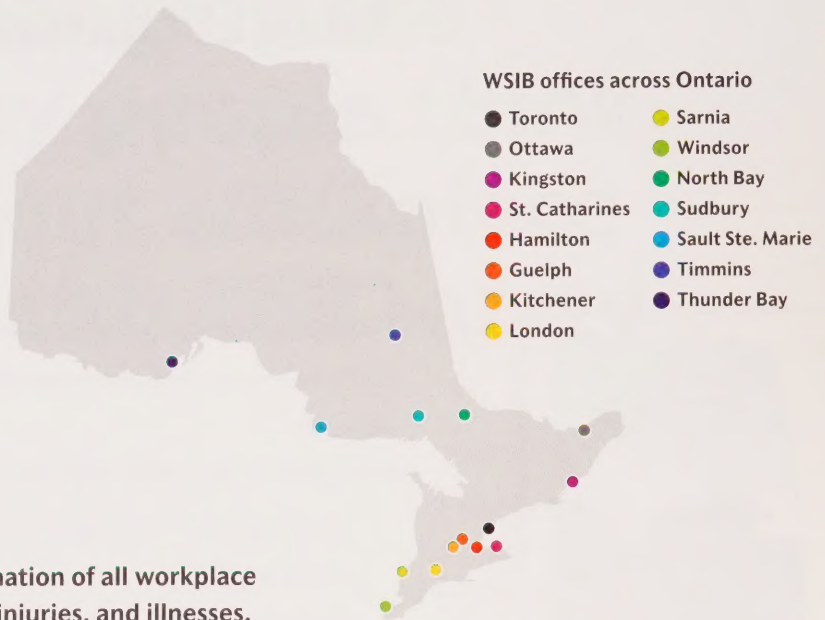 WSIB offices across Ontario
Toronto
Ottawa
Kingston
St. Catharines
Hamilton
Guelph
Kitchener
London
Sarnia
Windsor
North Bay
Sudbury
Sault Ste. Marie
Timmins
Thunder Bay
of all workplace
injuries, and illnesses.